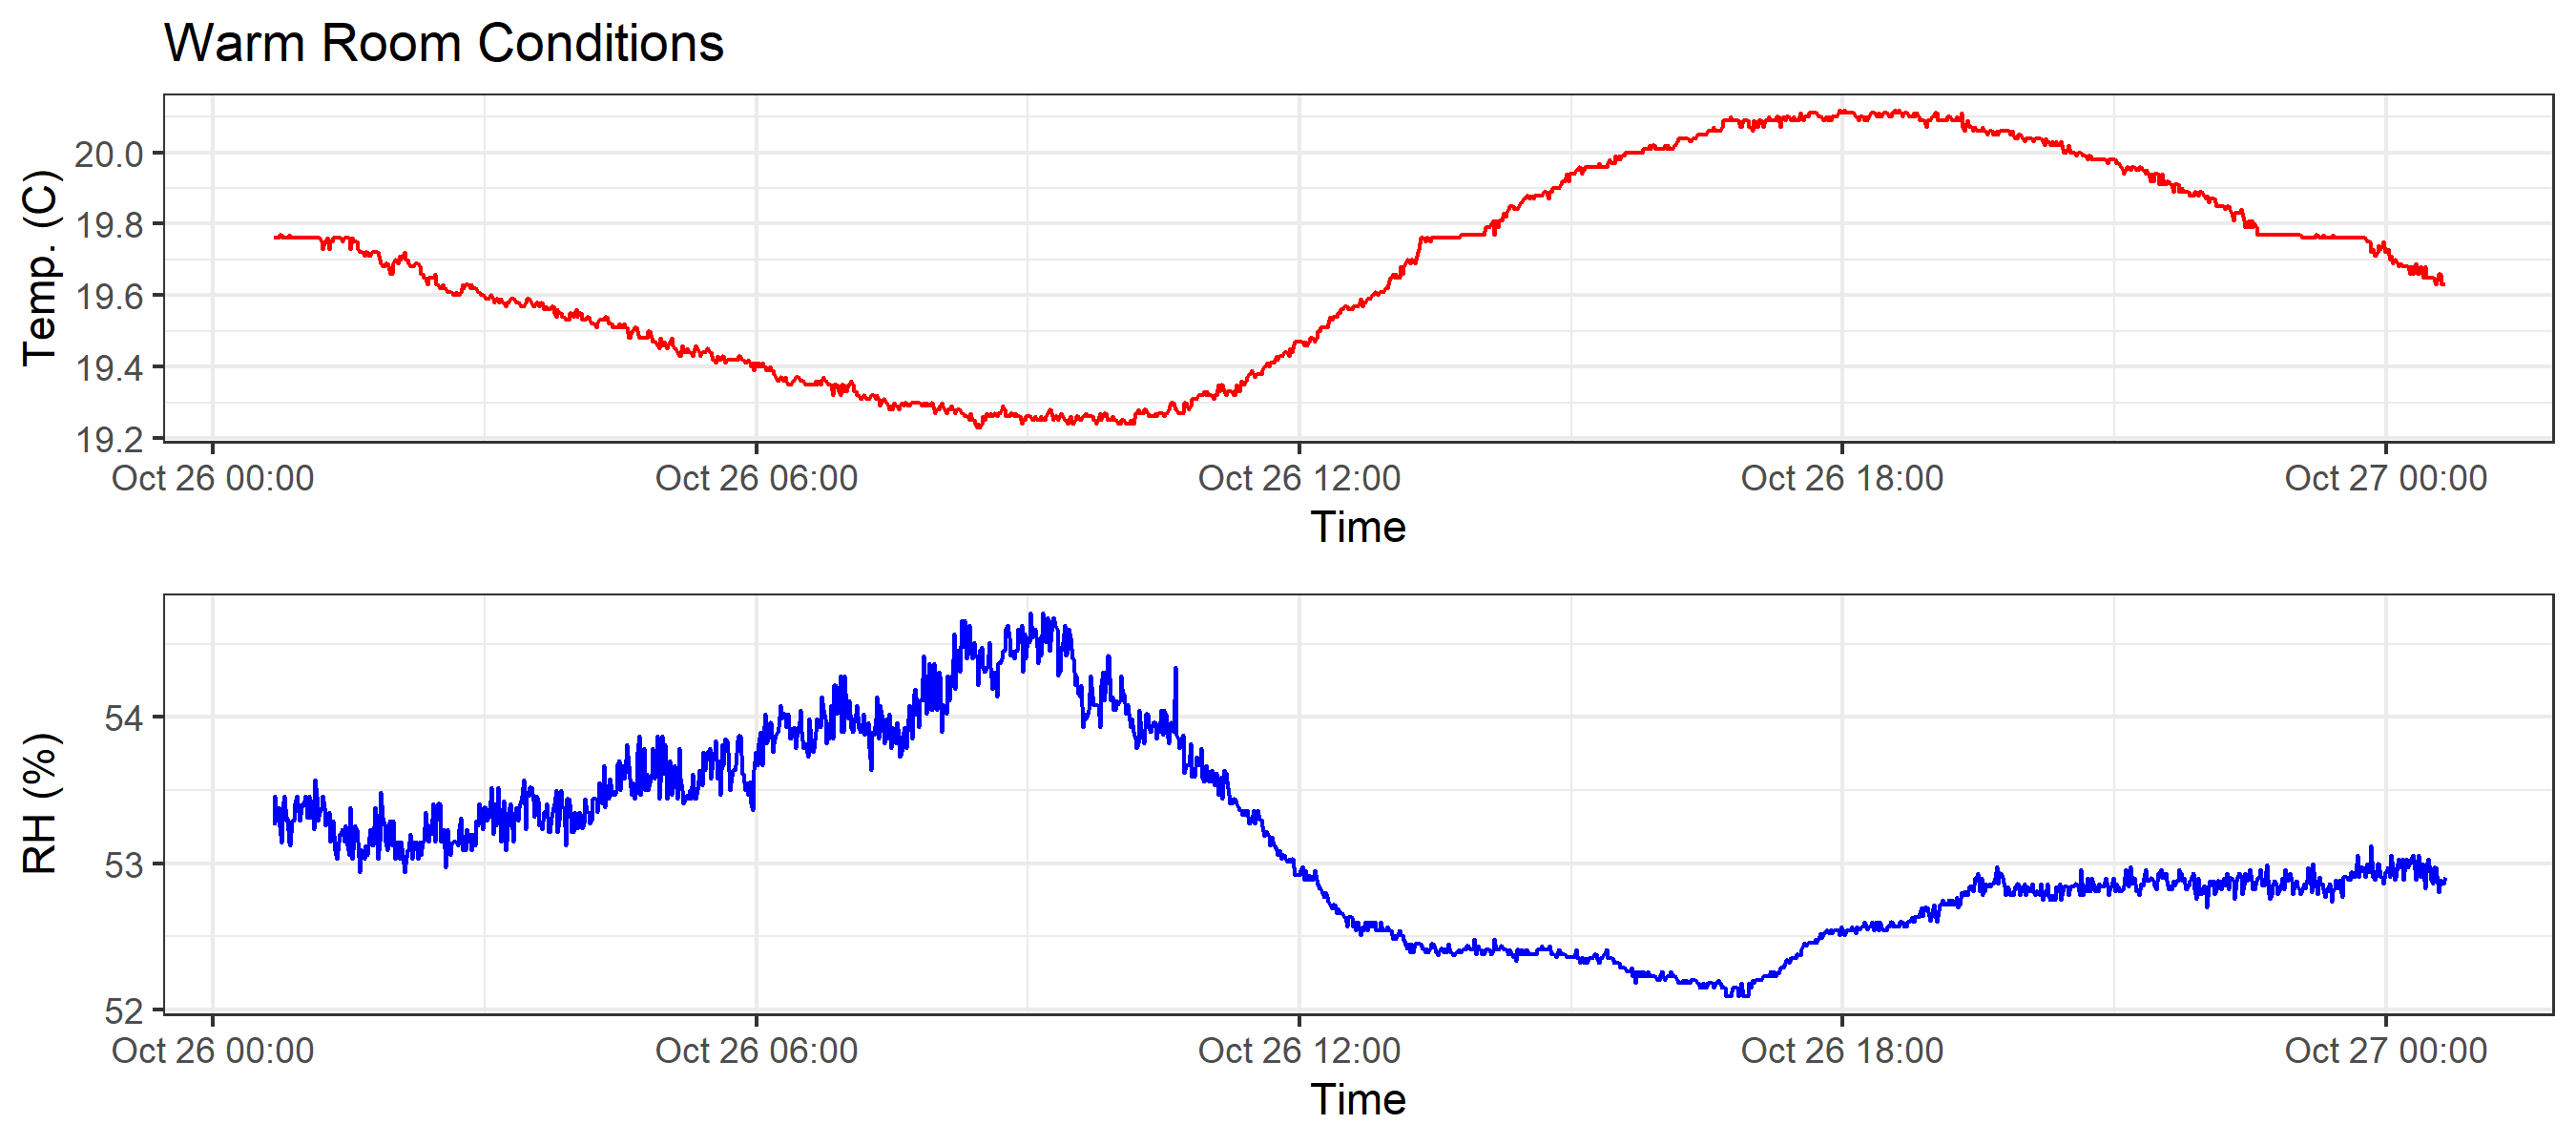 Warm Room Conditions
Temp. (C)
20.0
19.8
19.6
19.4
19.2
Oct 26 00:00 Oct 26 06:00 Oct 26 12:00 Oct 26 18:00 Oct 27 00:00
Time
RH (%)
54
53
52
Oct 26 00:00 Oct 26 06:00 Oct 26 12:00 Oct 26 18:00 Oct 27 00:00
Time